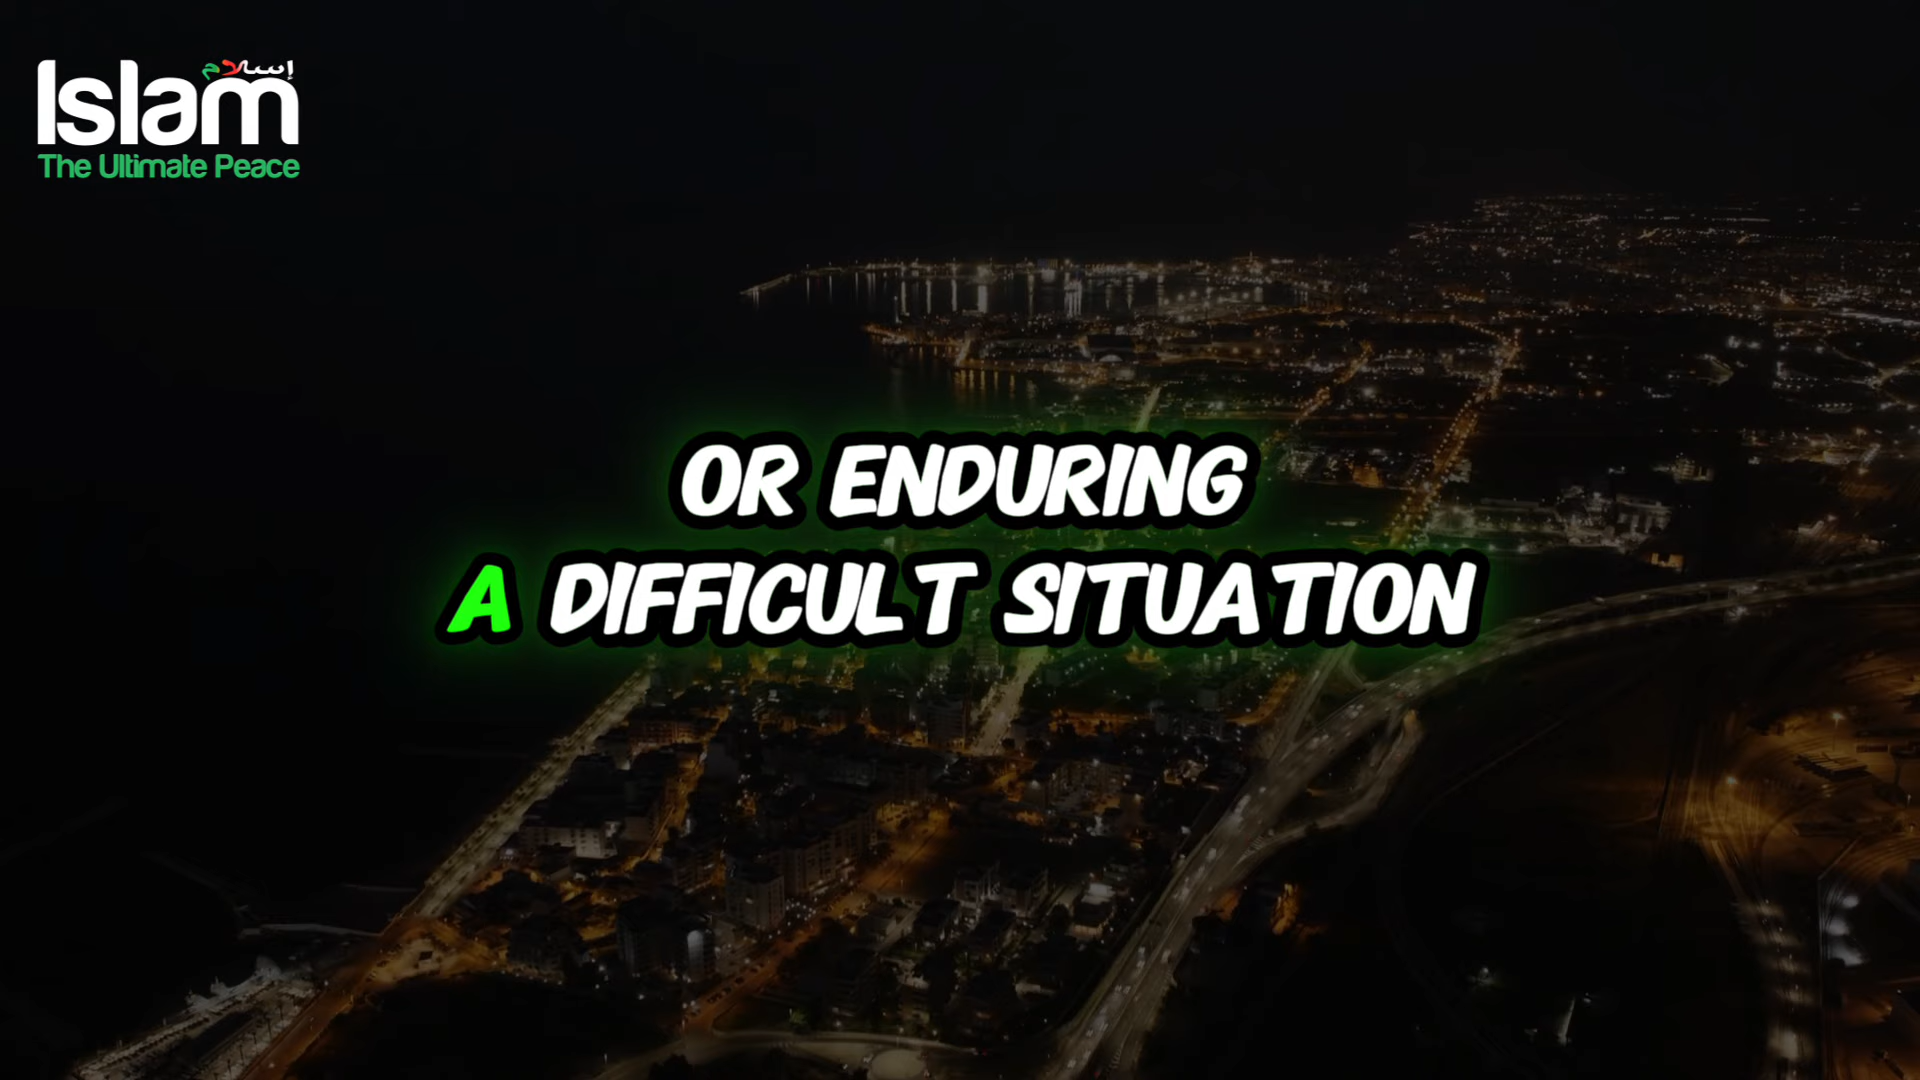 إسلام
Islam
The Ultimate Peace
OR ENDURING
A DIFFICULT SITUATION